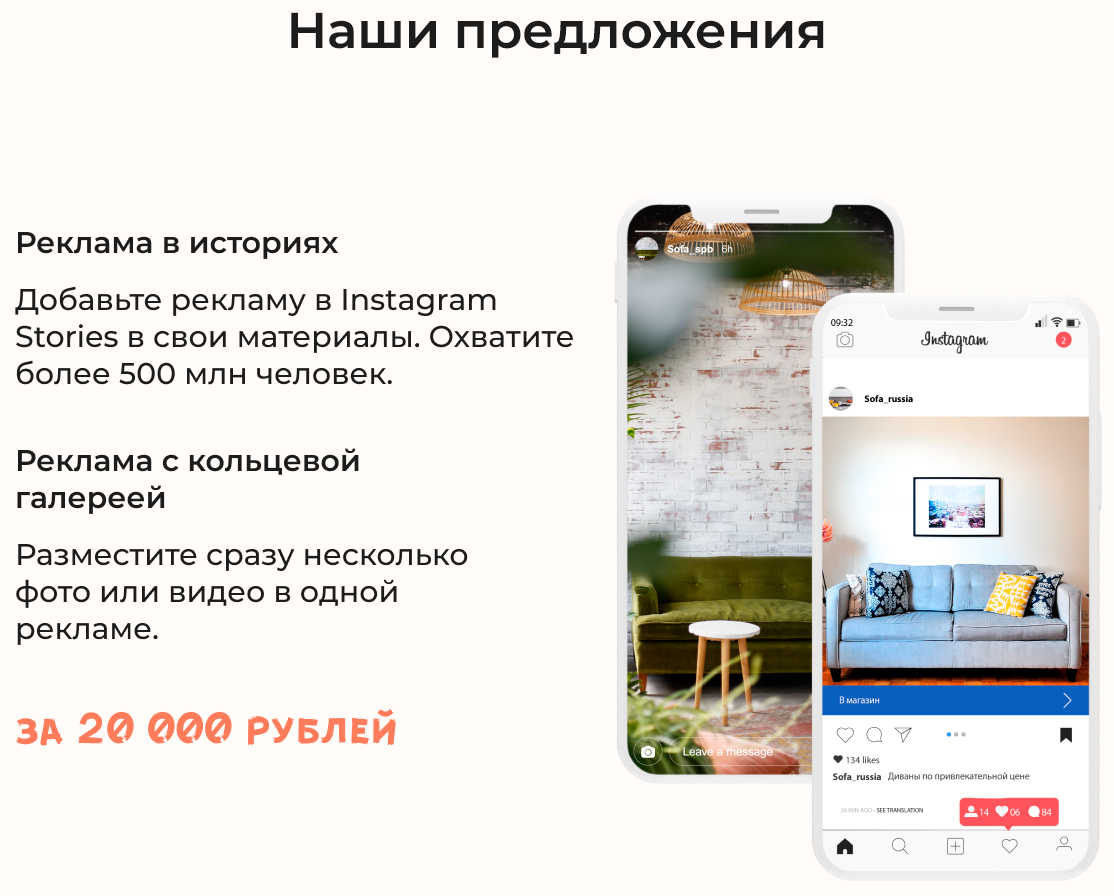 Наши предложения
Реклама в историях
Добавьте рекламу в Instagram
Stories в свои материалы. Охватите
более 500 млн человек.
Реклама с кольцевой
галереей
Разместите сразу несколько
фото или видео в одной
рекламе.
ЗА 20 000 РУБЛЕЙ
Sofa_spb 6h
Leave a message
09:32
Instagram
2
Sofa_russia
В магазин
134 likes
Sofa_russia Диваны по привлекательной цене
30 MIN AGO • SEE TRANSLATION
14 06 84